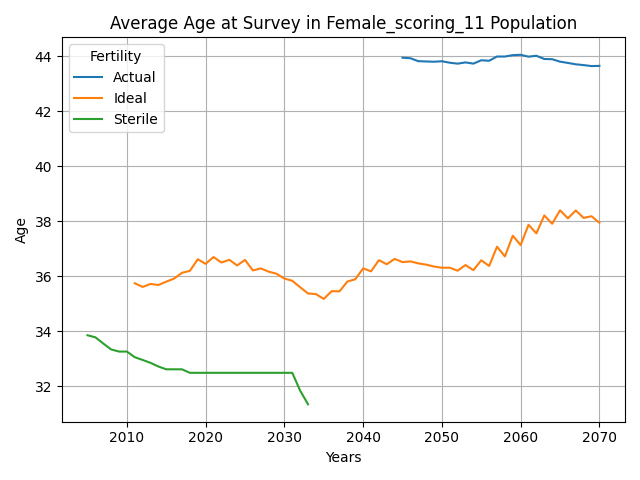 Average Age at Survey in Female_scoring_11 Population
Fertility
Actual
Ideal
Sterile
Age
44
42
40
38
36
34
32
2010 2020 2030 2040 2050 2060 2070
Years